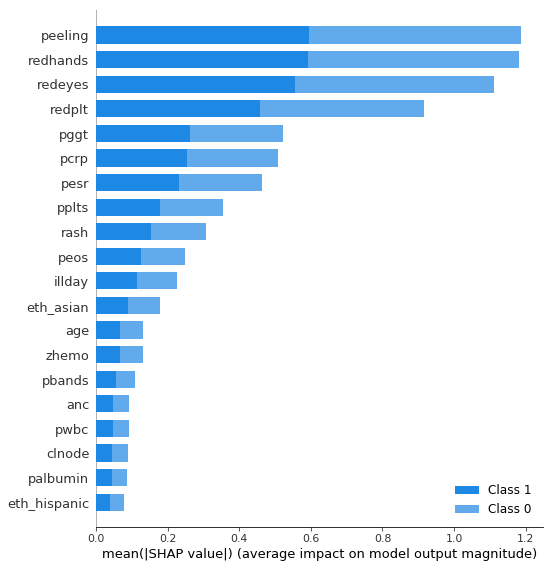 peeling
redhands
redeyes
redplt
pggt
pcrp
pesr
pplts
rash
peos
illday
eth_asian
age
zhemo
pbands
anc
pwbc
clnode
palbumin
eth_hispanic
Class 1
Class 0
0.0 0.2 0.4 0.6 0.8 1.0 1.2
mean(|SHAP value|) (average impact on model output magnitude)